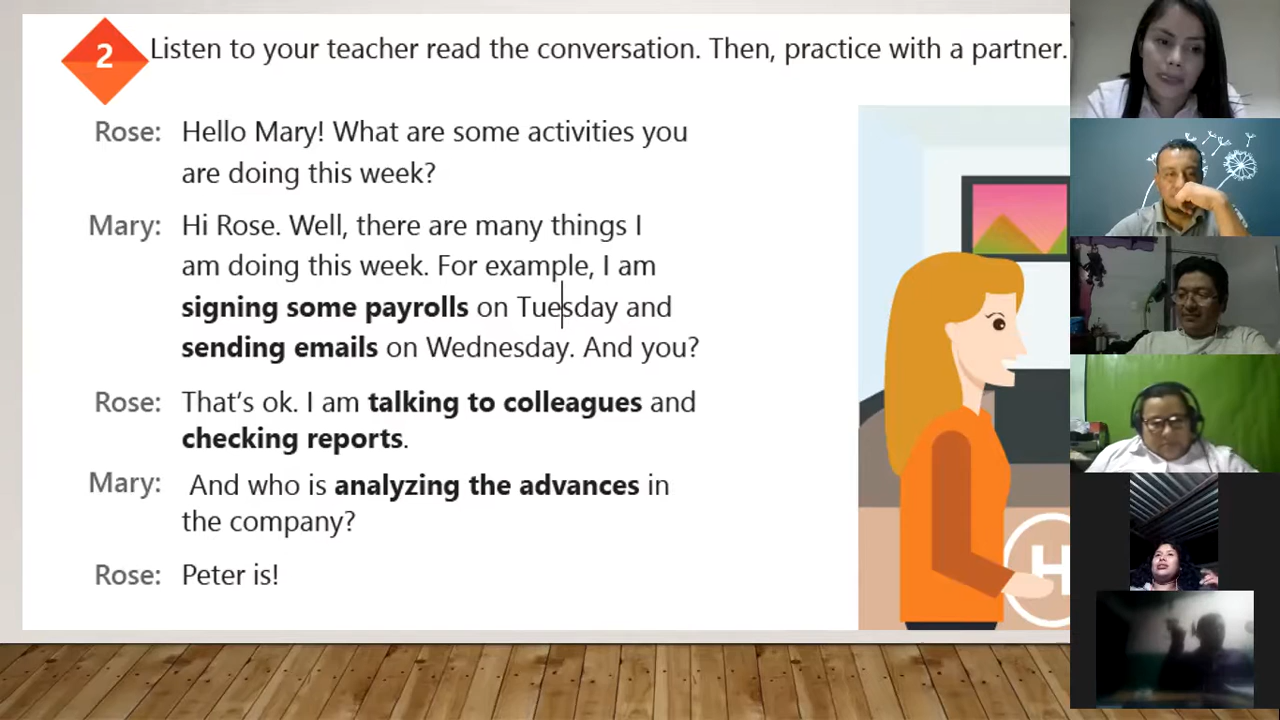 2
Listen to your teacher read the conversation. Then, practice with a partner.
Rose: Hello Mary! What are some activities you
are doing this week?
Mary: Hi Rose. Well, there are many things I
am doing this week. For example, I am
signing some payrolls on Tuesday and
sending emails on Wednesday. And you?
Rose: That's ok. I am talking to colleagues and
checking reports.
Mary: And who is analyzing the advances in
the company?
Rose: Peter is!
H